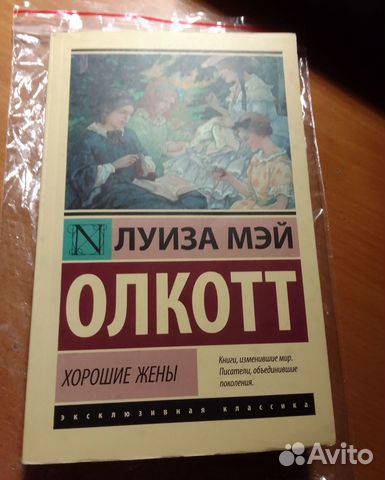 N ЛУИЗА МЭЙ
ОЛКОТТ
ХОРОШИЕ ЖЕНЫ
Книги, изменившие мир.
Писатели, объединившие
поколения.
эксклюзивная классика
Avito